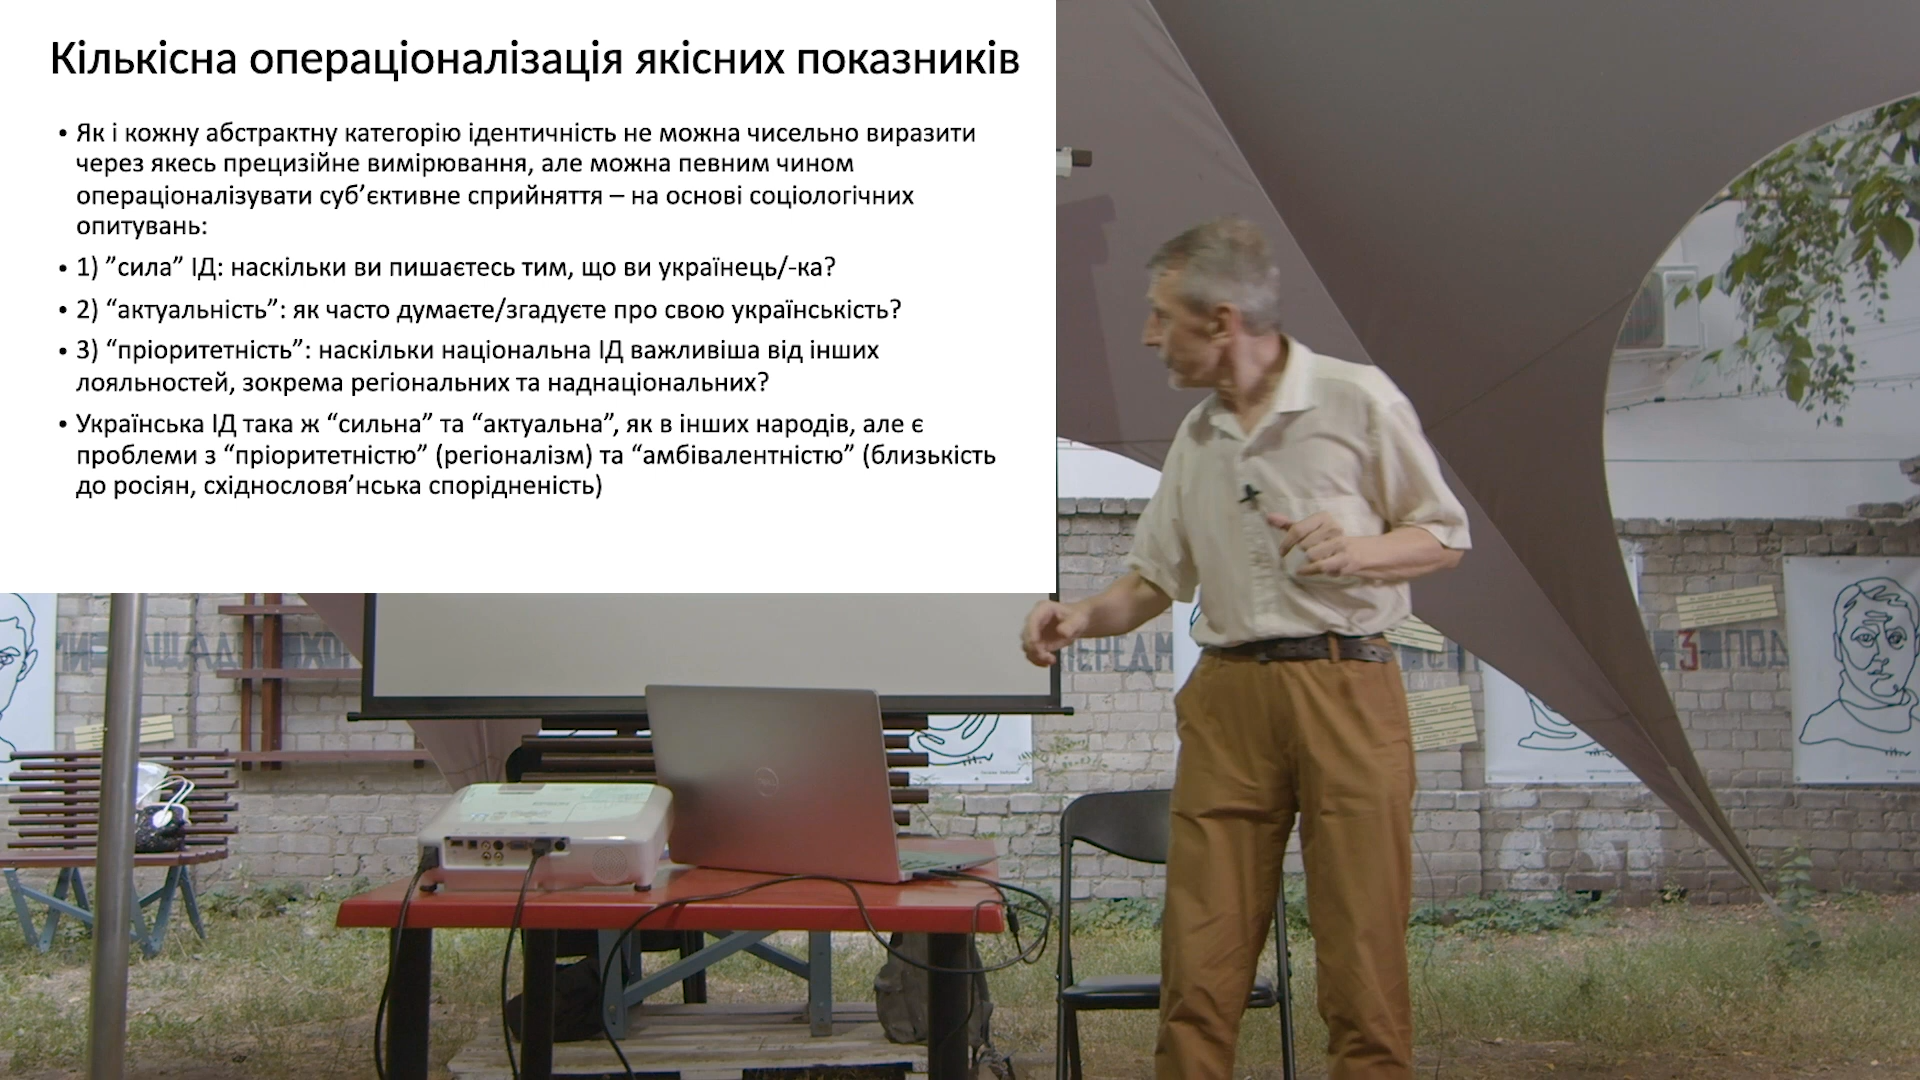 Кількісна операціоналізація якісних показників
• Як і кожну абстрактну категорію ідентичність не можна чисельно виразити
через якесь прецизійне вимірювання, але можна певним чином
операціоналізувати суб’єктивне сприйняття – на основі соціологічних
опитувань:
• 1) ”сила” ІД: наскільки ви пишаєтесь тим, що ви українець/-ка?
• 2) “актуальність”: як часто думаєте/згадуєте про свою українськість?
• 3) “пріоритетність”: наскільки національна ІД важливіша від інших
лояльностей, зокрема регіональних та наднаціональних?
• Українська ІД така ж “сильна” та “актуальна”, як в інших народів, але є
проблеми з “пріоритетністю” (регіоналізм) та “амбівалентністю” (близькість
до росіян, східнословя’нська спорідненість)
З ПОД